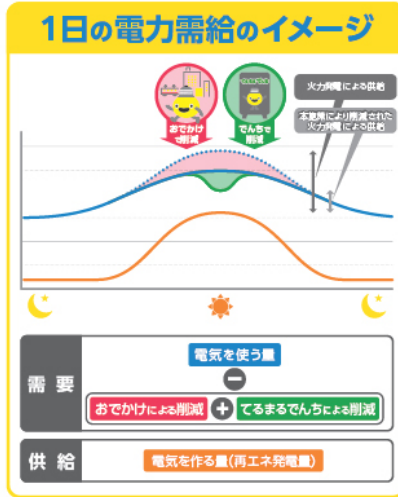 1日の電力需給のイメージ
おでかけ
で削減
でんちで
削減
火力発電による供給
本施策により削減された
火力発電による供給
需要
電気を使う量
おでかけによる削減
てるまるでんちによる削減
供給
電気を作る量(再エネ発電量)